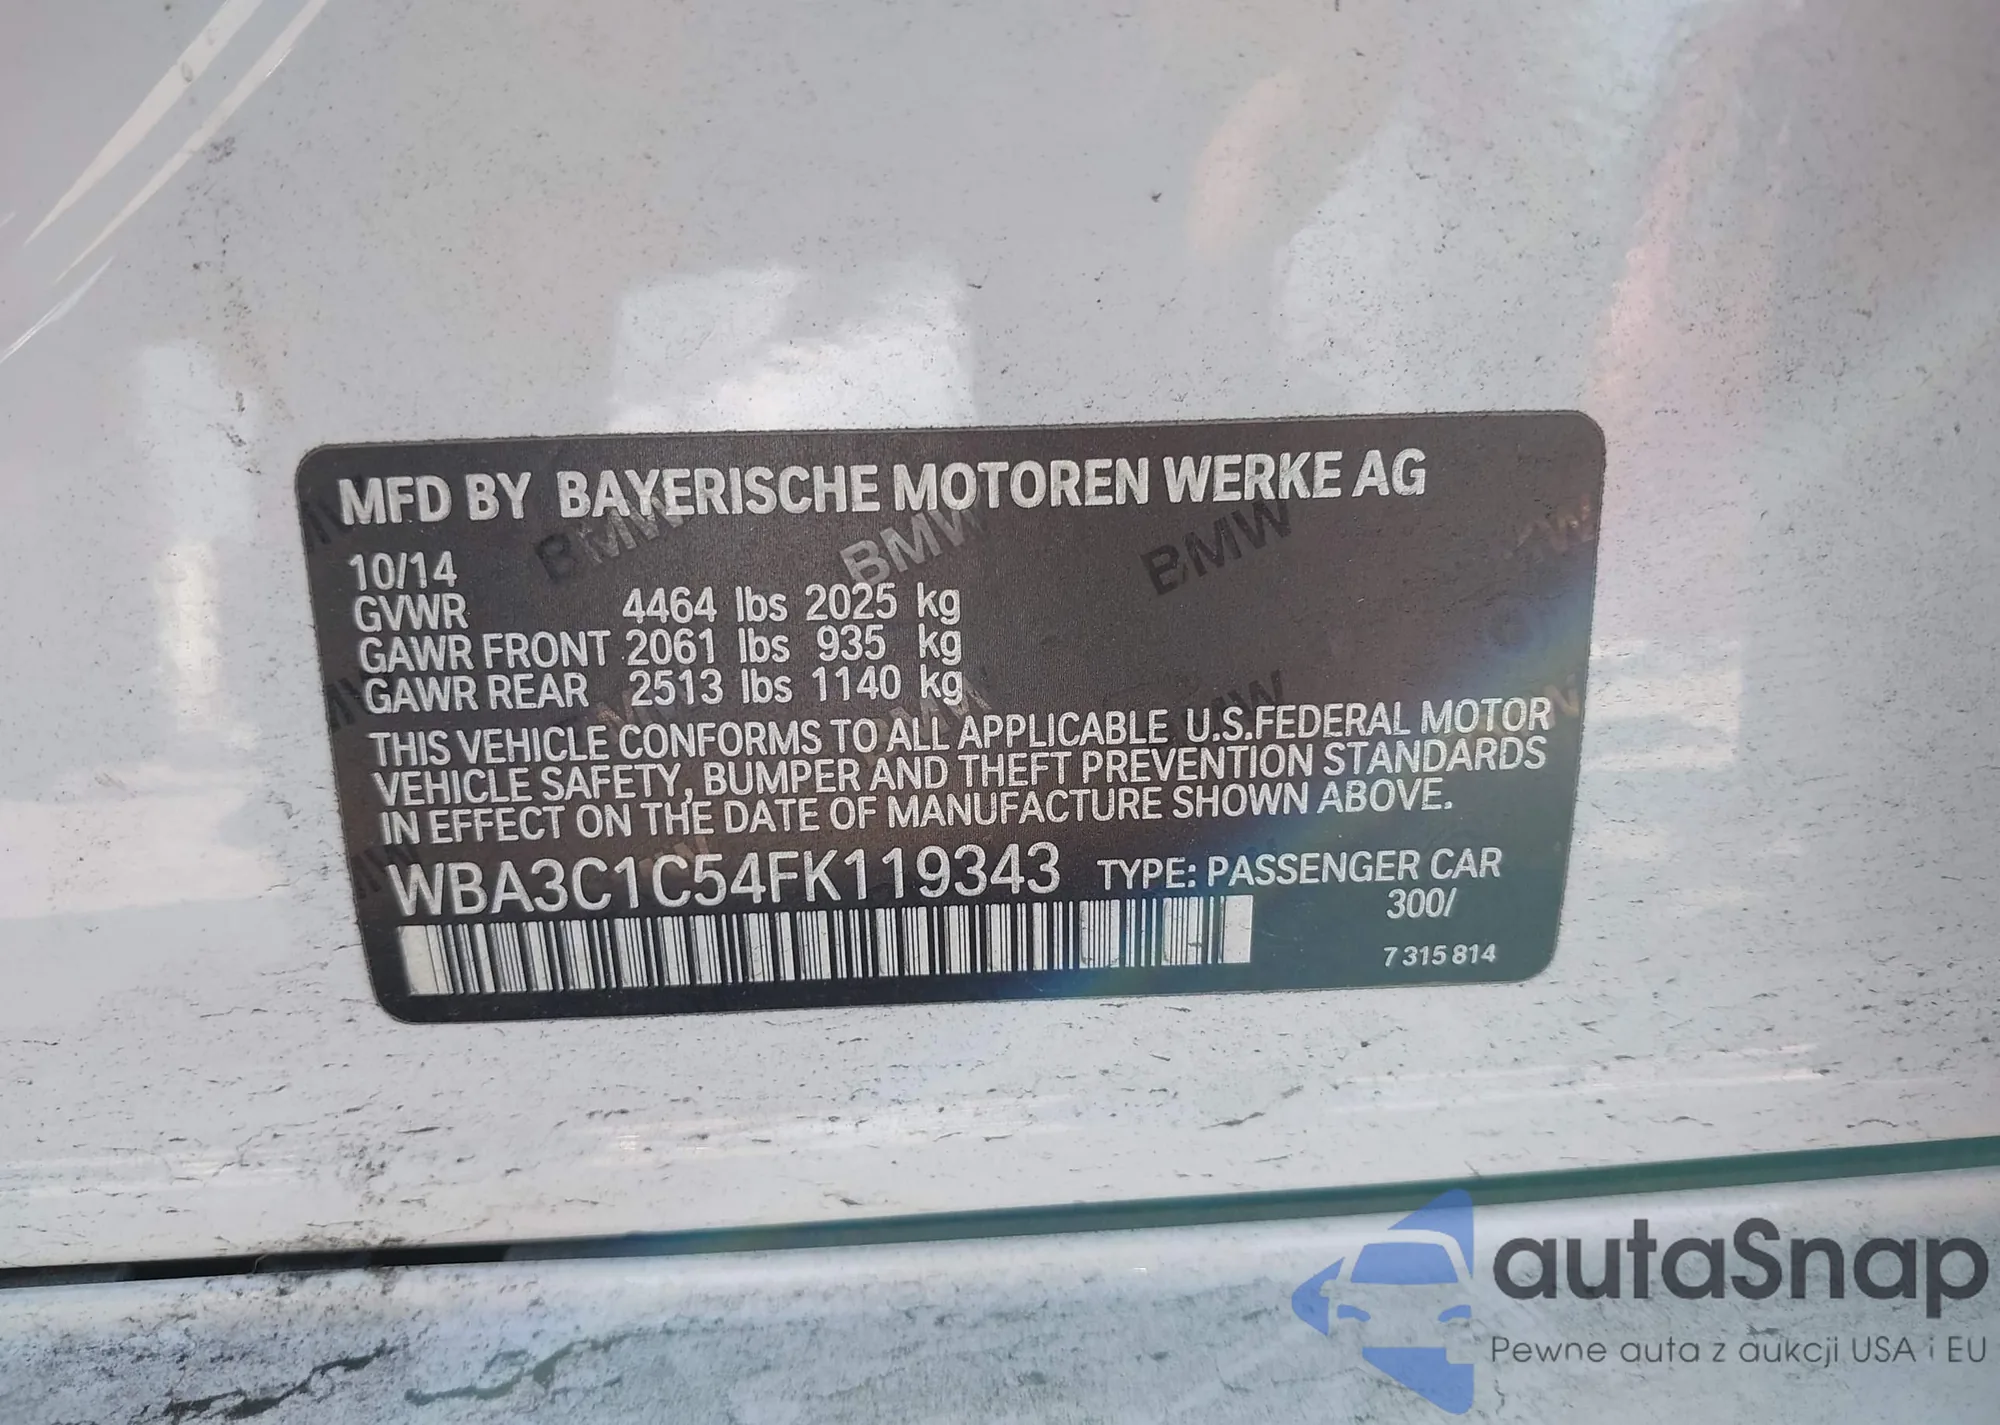 MFD BY BAYERISCHE MOTOREN WERKE AG
10/14
GVWR 4464 lbs 2025 kg
GAWR FRONT 2061 lbs 935 kg
GAWR REAR 2513 lbs 1140 kg
THIS VEHICLE CONFORMS TO ALL APPLICABLE U.S.FEDERAL MOTOR
VEHICLE SAFETY, BUMPER AND THEFT PREVENTION STANDARDS
IN EFFECT ON THE DATE OF MANUFACTURE SHOWN ABOVE.
WBA3C1C54FK119343 TYPE: PASSENGER CAR
300/
7 315 814
autaSnap
Pewne auta z aukcji USA i EU